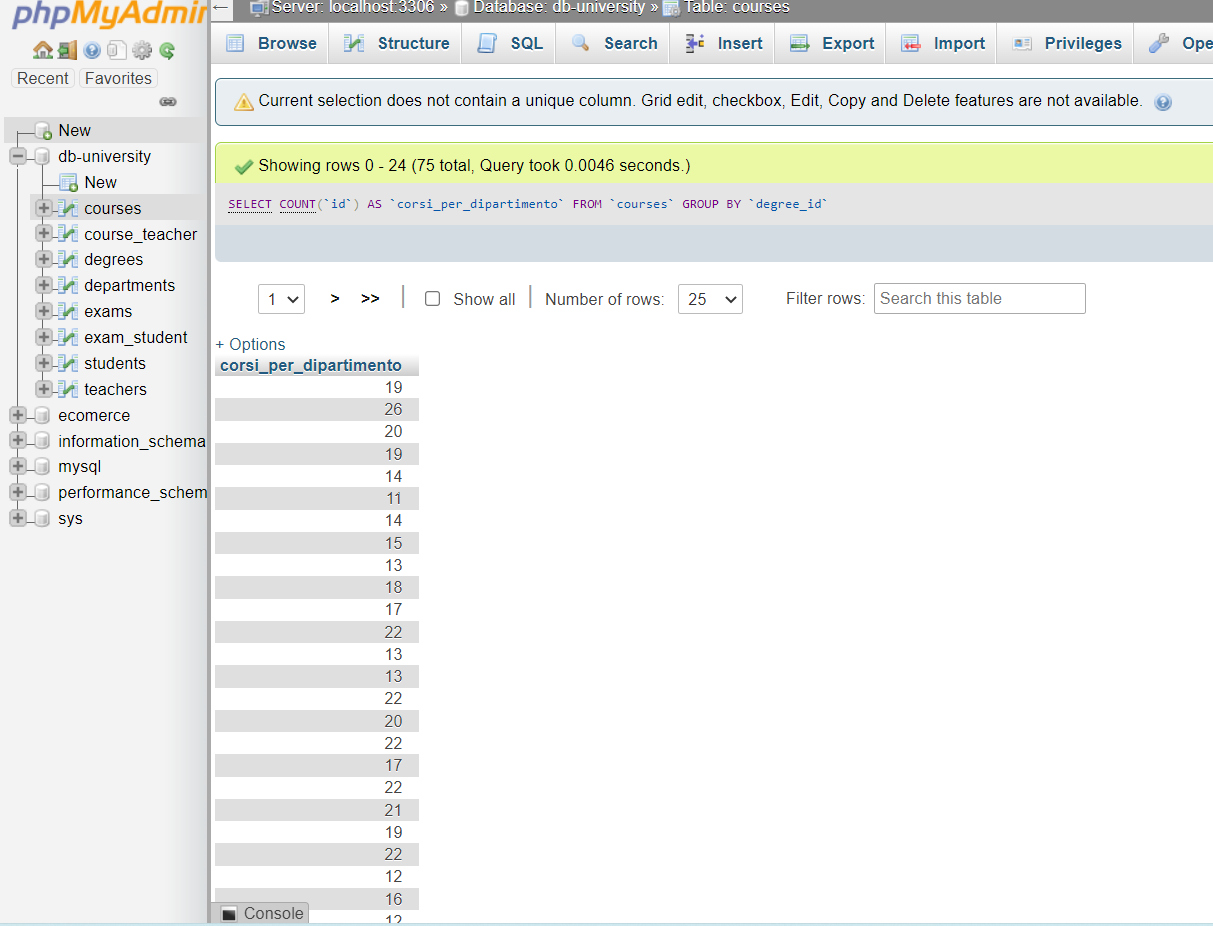 phpMyAdmin
Recent Favorites
New
db-university
New
courses
course_teacher
degrees
departments
exams
exam_student
students
teachers
ecomerce
information_schema
mysql
performance_schem
sys
Server: localhost:3306 » Database: db-university » Table: courses
Browse Structure SQL Search Insert Export Import Privileges Ope
Current selection does not contain a unique column. Grid edit, checkbox, Edit, Copy and Delete features are not available.
Showing rows 0 - 24 (75 total, Query took 0.0046 seconds.)
SELECT COUNT(`id`) AS `corsi_per_dipartimento` FROM `courses` GROUP BY `degree_id`
1 > >> Show all Number of rows: 25 Filter rows: Search this table
+ Options
corsi_per_dipartimento
19
26
20
19
14
11
14
15
13
18
17
22
13
13
22
20
22
17
22
21
19
22
12
16
12
Console